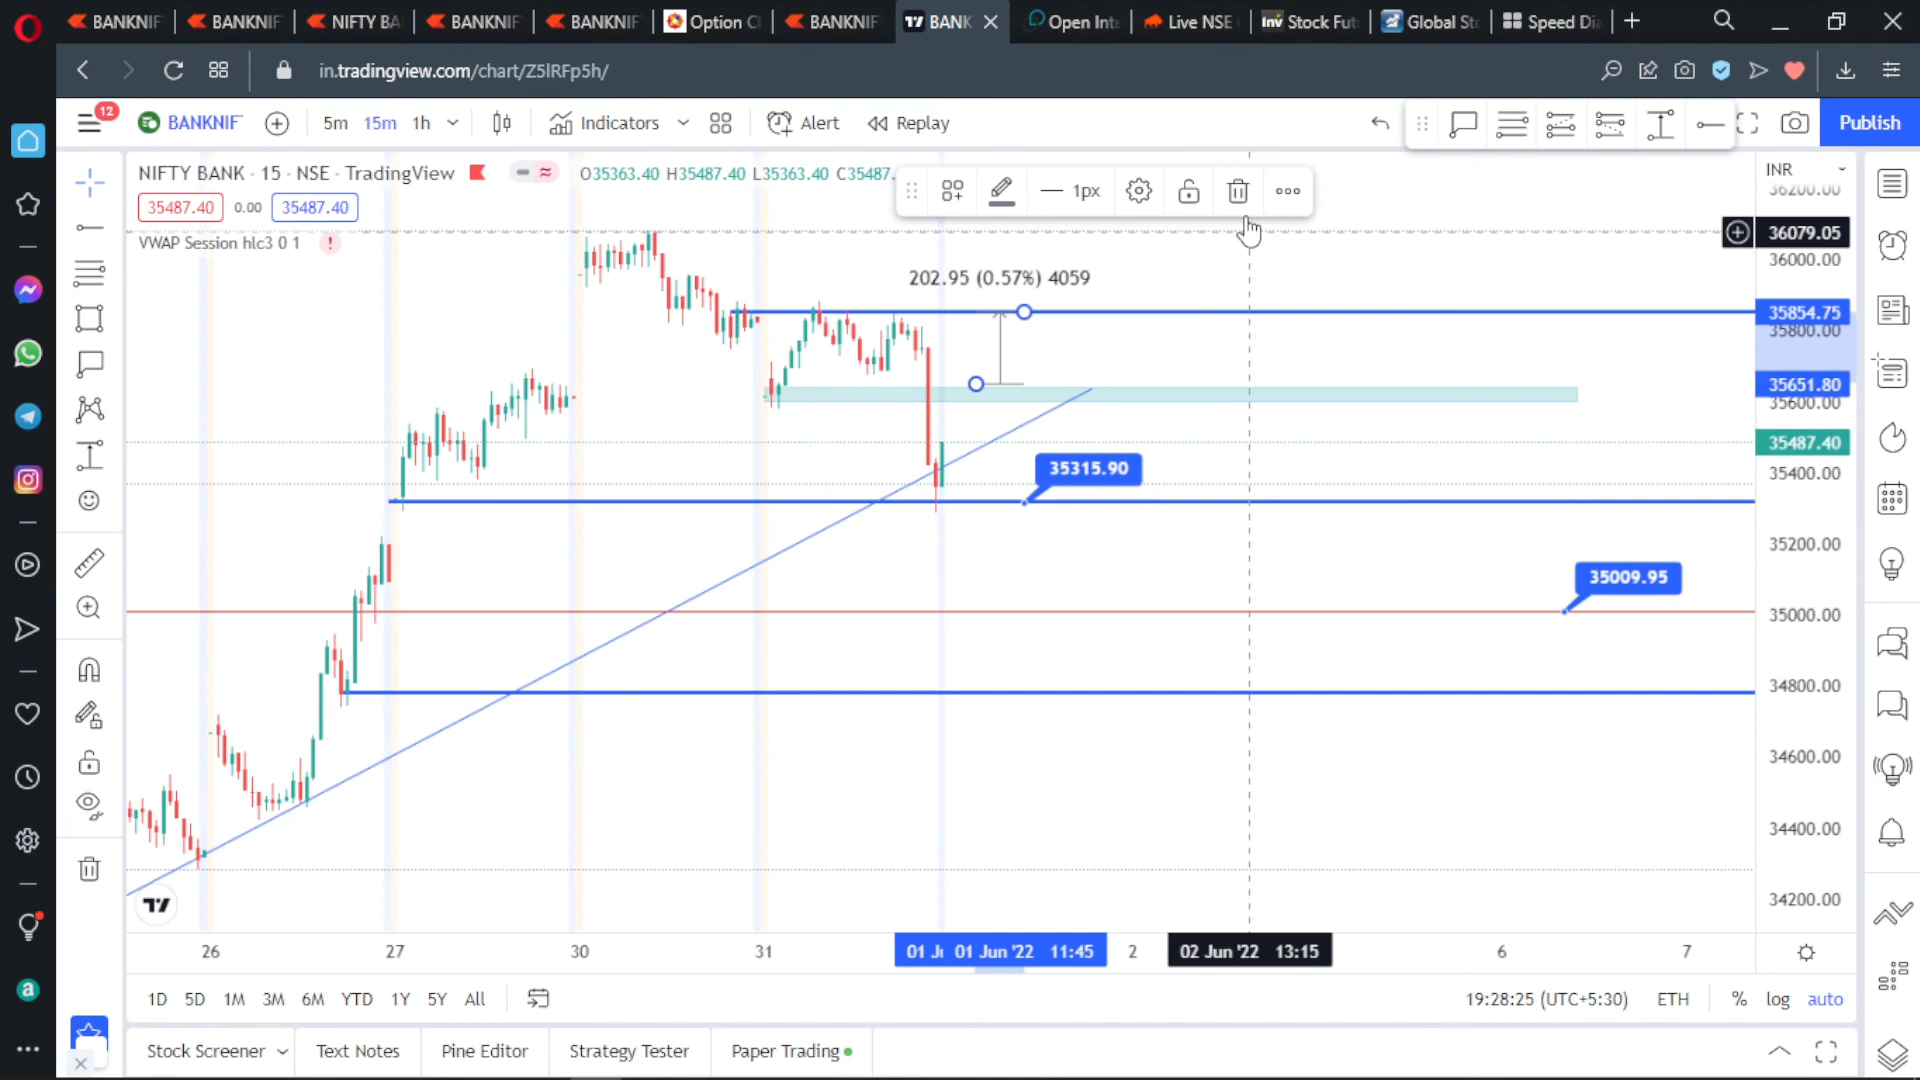 BANKNIF BANKNIF NIFTY BA BANKNIF BANKNIF Option C BANKNIF BANK Open Inte Live NSE Stock Fut Global Sto Speed Dia
in.tradingview.com/chart/Z5lRFp5h/
12 BANKNIF 5m 15m 1h Indicators Alert Replay Publish
NIFTY BANK · 15 · NSE · TradingView O35363.40 H35487.40 L35363.40 C35487. 1px INR
36200.00
35487.40 0.00 35487.40
36079.05
VWAP Session hlc3 0 1
36000.00
202.95 (0.57%) 4059
35854.75
35800.00
35651.80
35600.00
35487.40
35315.90
35400.00
35200.00
35009.95
35000.00
34800.00
34600.00
34400.00
34200.00
26 27 30 31 01 J 01 Jun '22 11:45 2 02 Jun '22 13:15 6 7
1D 5D 1M 3M 6M YTD 1Y 5Y All 19:28:25 (UTC+5:30) ETH % log auto
Stock Screener Text Notes Pine Editor Strategy Tester Paper Trading